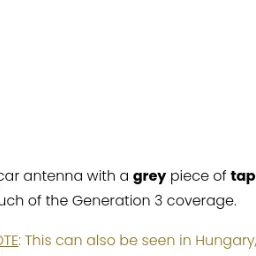 car antenna with a grey piece of tap
uch of the Generation 3 coverage.
OTE: This can also be seen in Hungary,